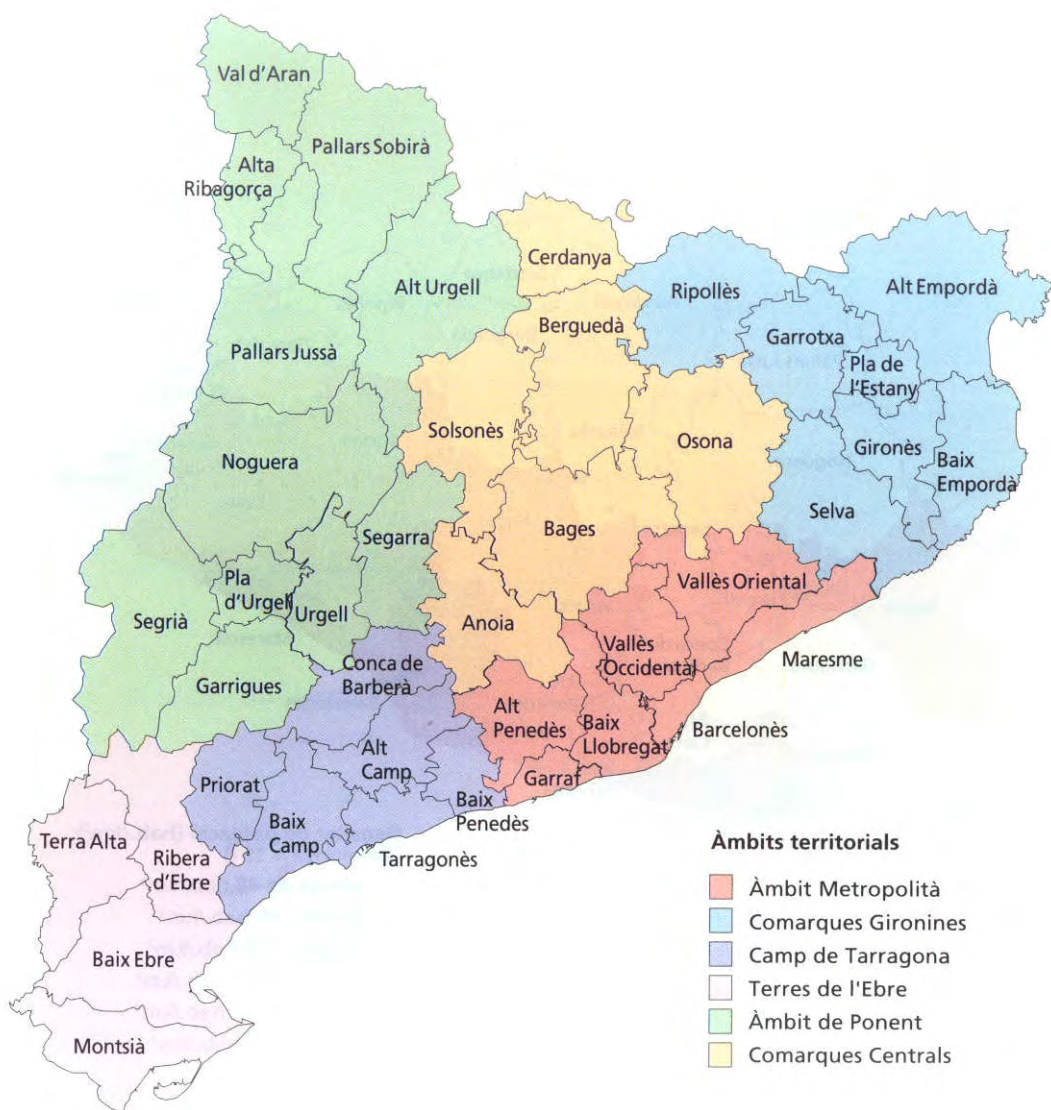 Val d'Aran
Pallars Sobirà
Alta
Ribagorça
Cerdanya
Alt Urgell
Ripollès
Alt Empordà
Berguedà
Garrotxa
Pallars Jussà
Pla de
l'Estany
Solsonès
Osona
Gironès
Noguera
Baix
Empordà
Selva
Segarra
Bages
Pla
d'Urgell
Vallès Oriental
Urgell
Segrià
Anoia
Vallès
Occidental
Maresme
Conca de
Barberà
Garrigues
Alt
Penedès
Baix
Llobregat
Barcelonès
Alt
Camp
Garraf
Priorat
Baix
Penedès
Baix
Camp
Terra Alta
Ribera
d'Ebre
Tarragonès
Baix Ebre
Montsià
Àmbits territorials
Àmbit Metropolità
Comarques Gironines
Camp de Tarragona
Terres de l'Ebre
Àmbit de Ponent
Comarques Centrals